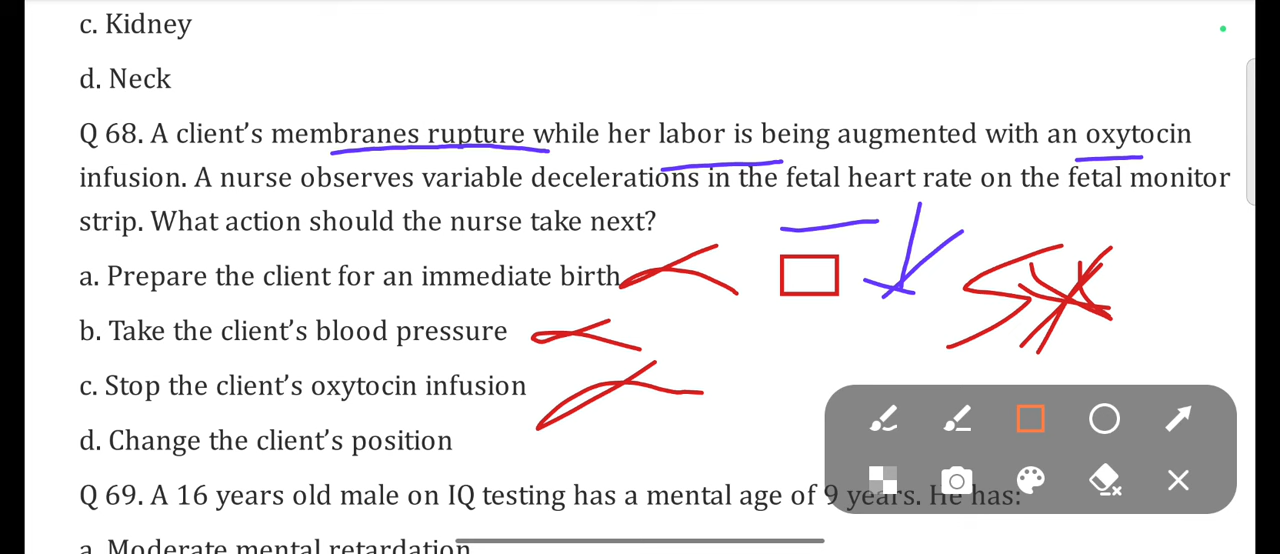 c. Kidney
d. Neck
Q 68. A client’s membranes rupture while her labor is being augmented with an oxytocin
infusion. A nurse observes variable decelerations in the fetal heart rate on the fetal monitor
strip. What action should the nurse take next?
a. Prepare the client for an immediate birth
b. Take the client’s blood pressure
c. Stop the client’s oxytocin infusion
d. Change the client’s position
Q 69. A 16 years old male on IQ testing has a mental age of 9 years. He has:
a. Moderate mental retardation